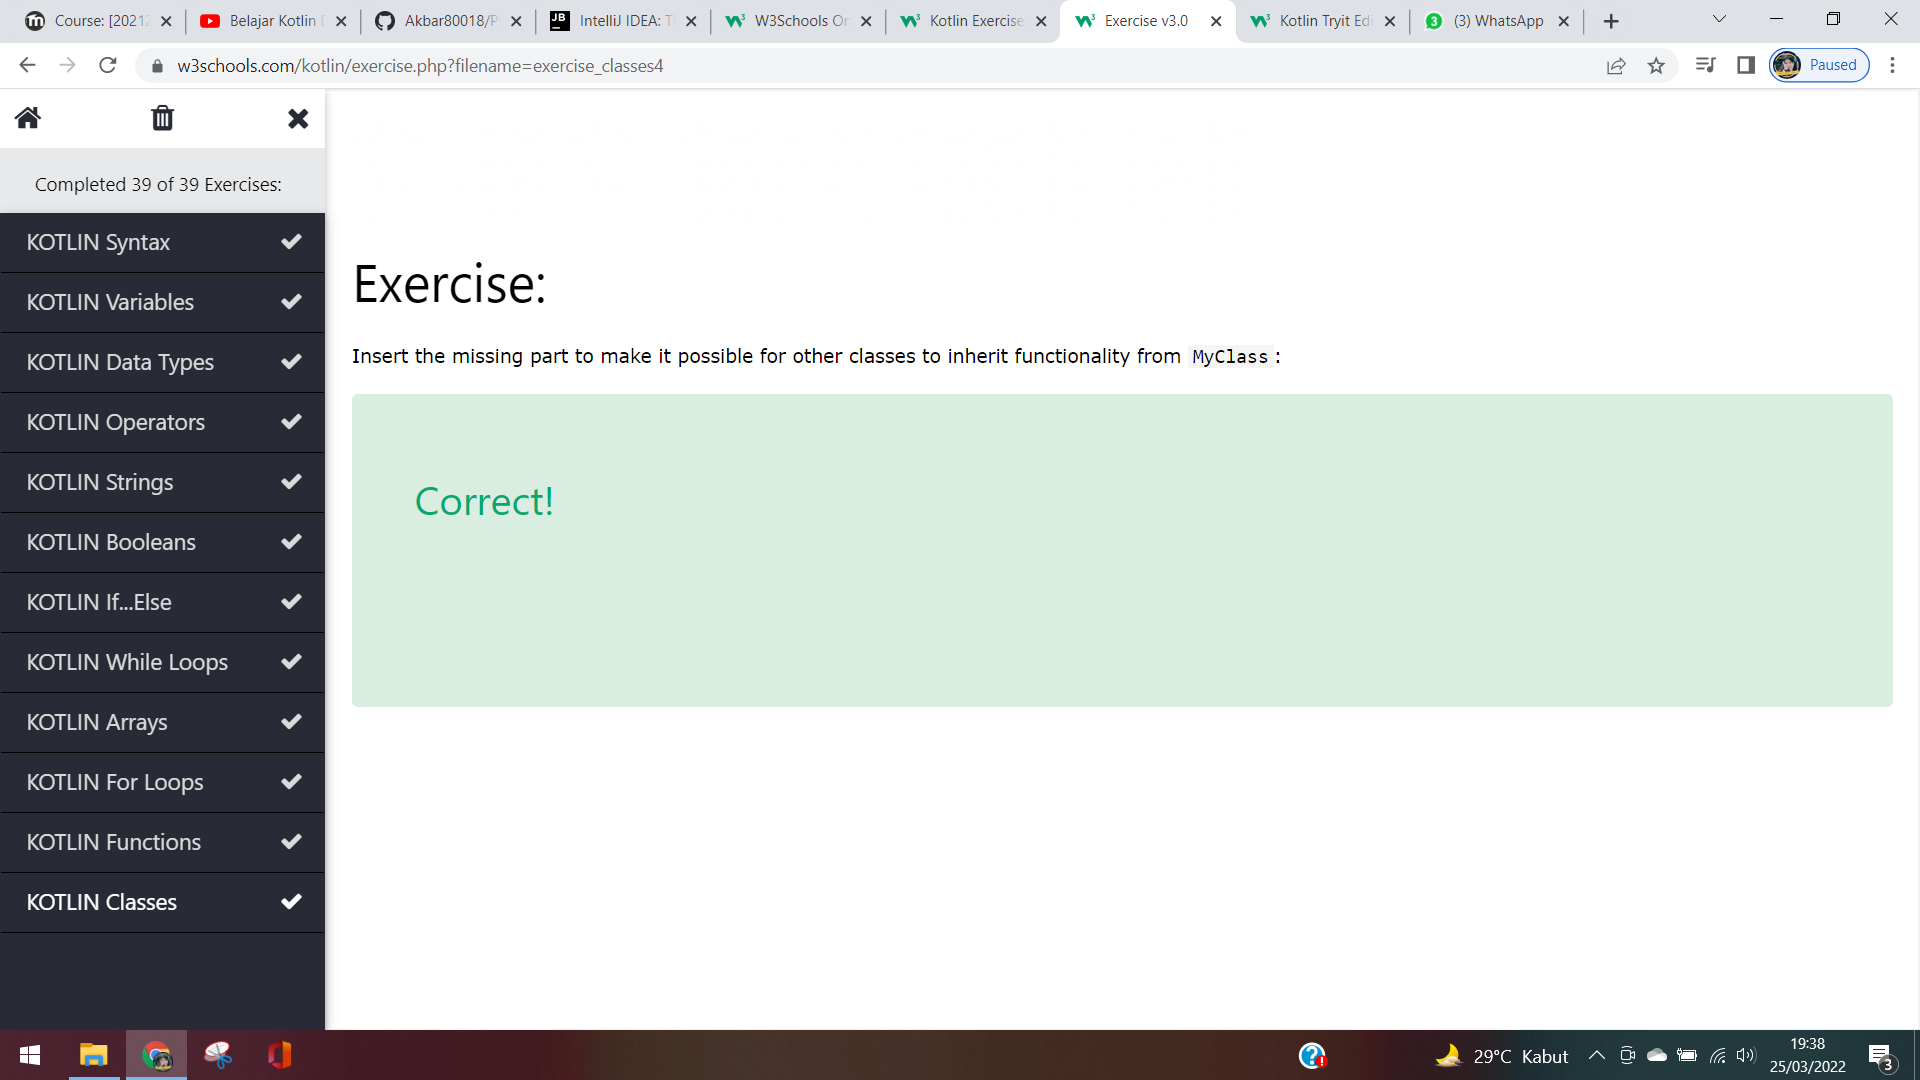 Course: [2021
Belajar Kotlin
Akbar80018/P
IntelliJ IDEA: T
W3Schools On
Kotlin Exercise
Exercise v3.0
Kotlin Tryit Edi
(3) WhatsApp
w3schools.com/kotlin/exercise.php?filename=exercise_classes4
Paused
Completed 39 of 39 Exercises:
KOTLIN Syntax
KOTLIN Variables
KOTLIN Data Types
KOTLIN Operators
KOTLIN Strings
KOTLIN Booleans
KOTLIN If...Else
KOTLIN While Loops
KOTLIN Arrays
KOTLIN For Loops
KOTLIN Functions
KOTLIN Classes
Exercise:
Insert the missing part to make it possible for other classes to inherit functionality from MyClass:
Correct!
29°C Kabut
19:38
25/03/2022
3